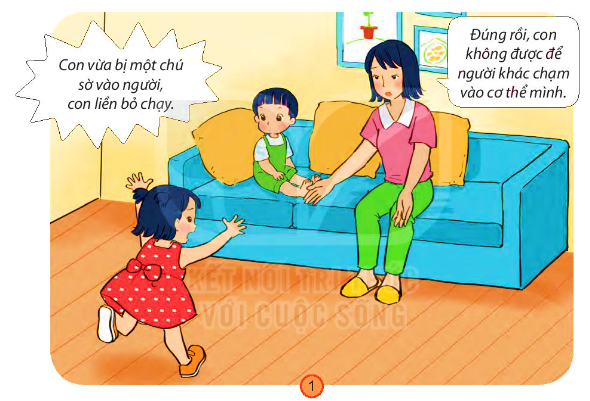 Con vừa bị một chú
sờ vào người,
con liền bỏ chạy.
Đúng rồi, con
không được để
người khác chạm
vào cơ thể mình.
KẾT NỐI TRI THỨC
VỚI CUỘC SỐNG
1